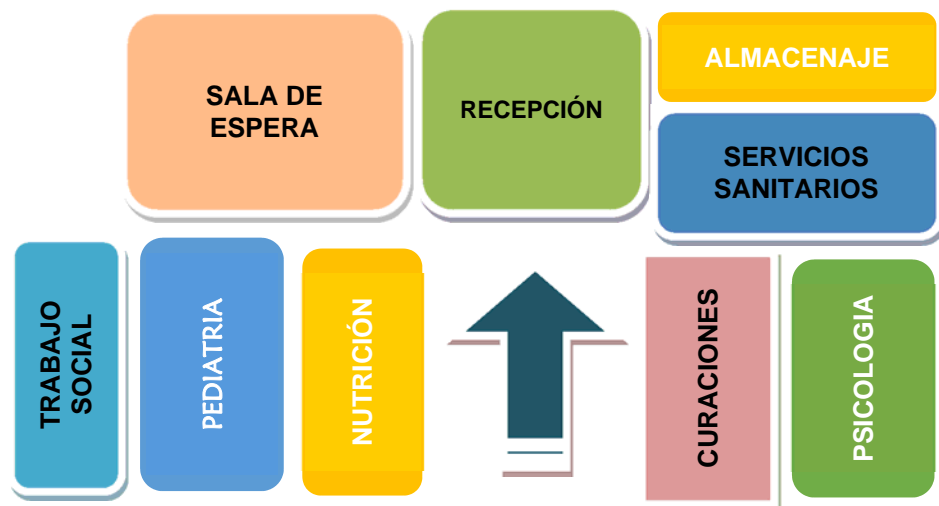 SALA DE
ESPERA
RECEPCIÓN
ALMACENAJE
SERVICIOS
SANITARIOS
TRABAJO
SOCIAL
PEDIATRIA
NUTRICIÓN
CURACIONES
PSICOLOGIA